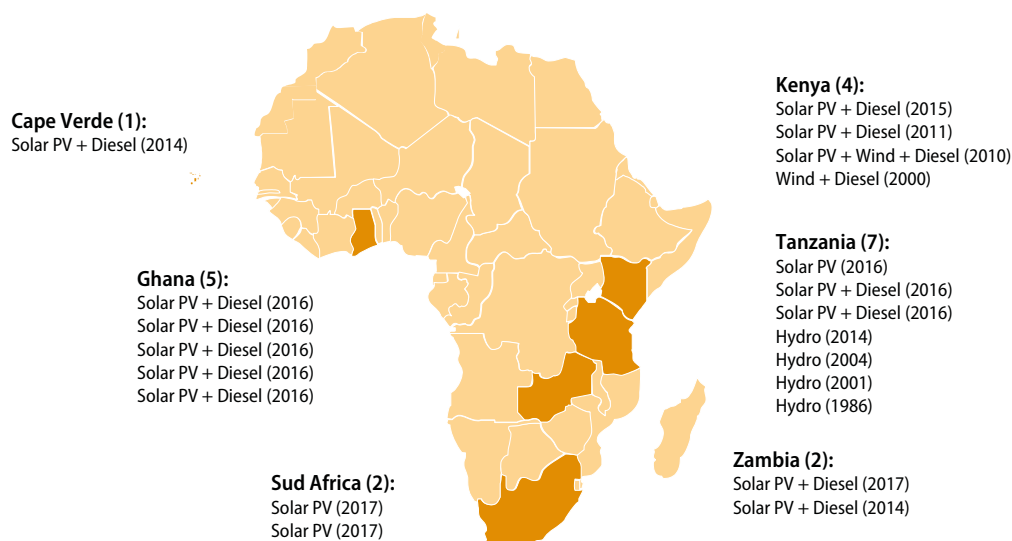 Cape Verde (1):
Solar PV + Diesel (2014)
Ghana (5):
Solar PV + Diesel (2016)
Solar PV + Diesel (2016)
Solar PV + Diesel (2016)
Solar PV + Diesel (2016)
Solar PV + Diesel (2016)
Sud Africa (2):
Solar PV (2017)
Solar PV (2017)
Kenya (4):
Solar PV + Diesel (2015)
Solar PV + Diesel (2011)
Solar PV + Wind + Diesel (2010)
Wind + Diesel (2000)
Tanzania (7):
Solar PV (2016)
Solar PV + Diesel (2016)
Solar PV + Diesel (2016)
Hydro (2014)
Hydro (2004)
Hydro (2001)
Hydro (1986)
Zambia (2):
Solar PV + Diesel (2017)
Solar PV + Diesel (2014)